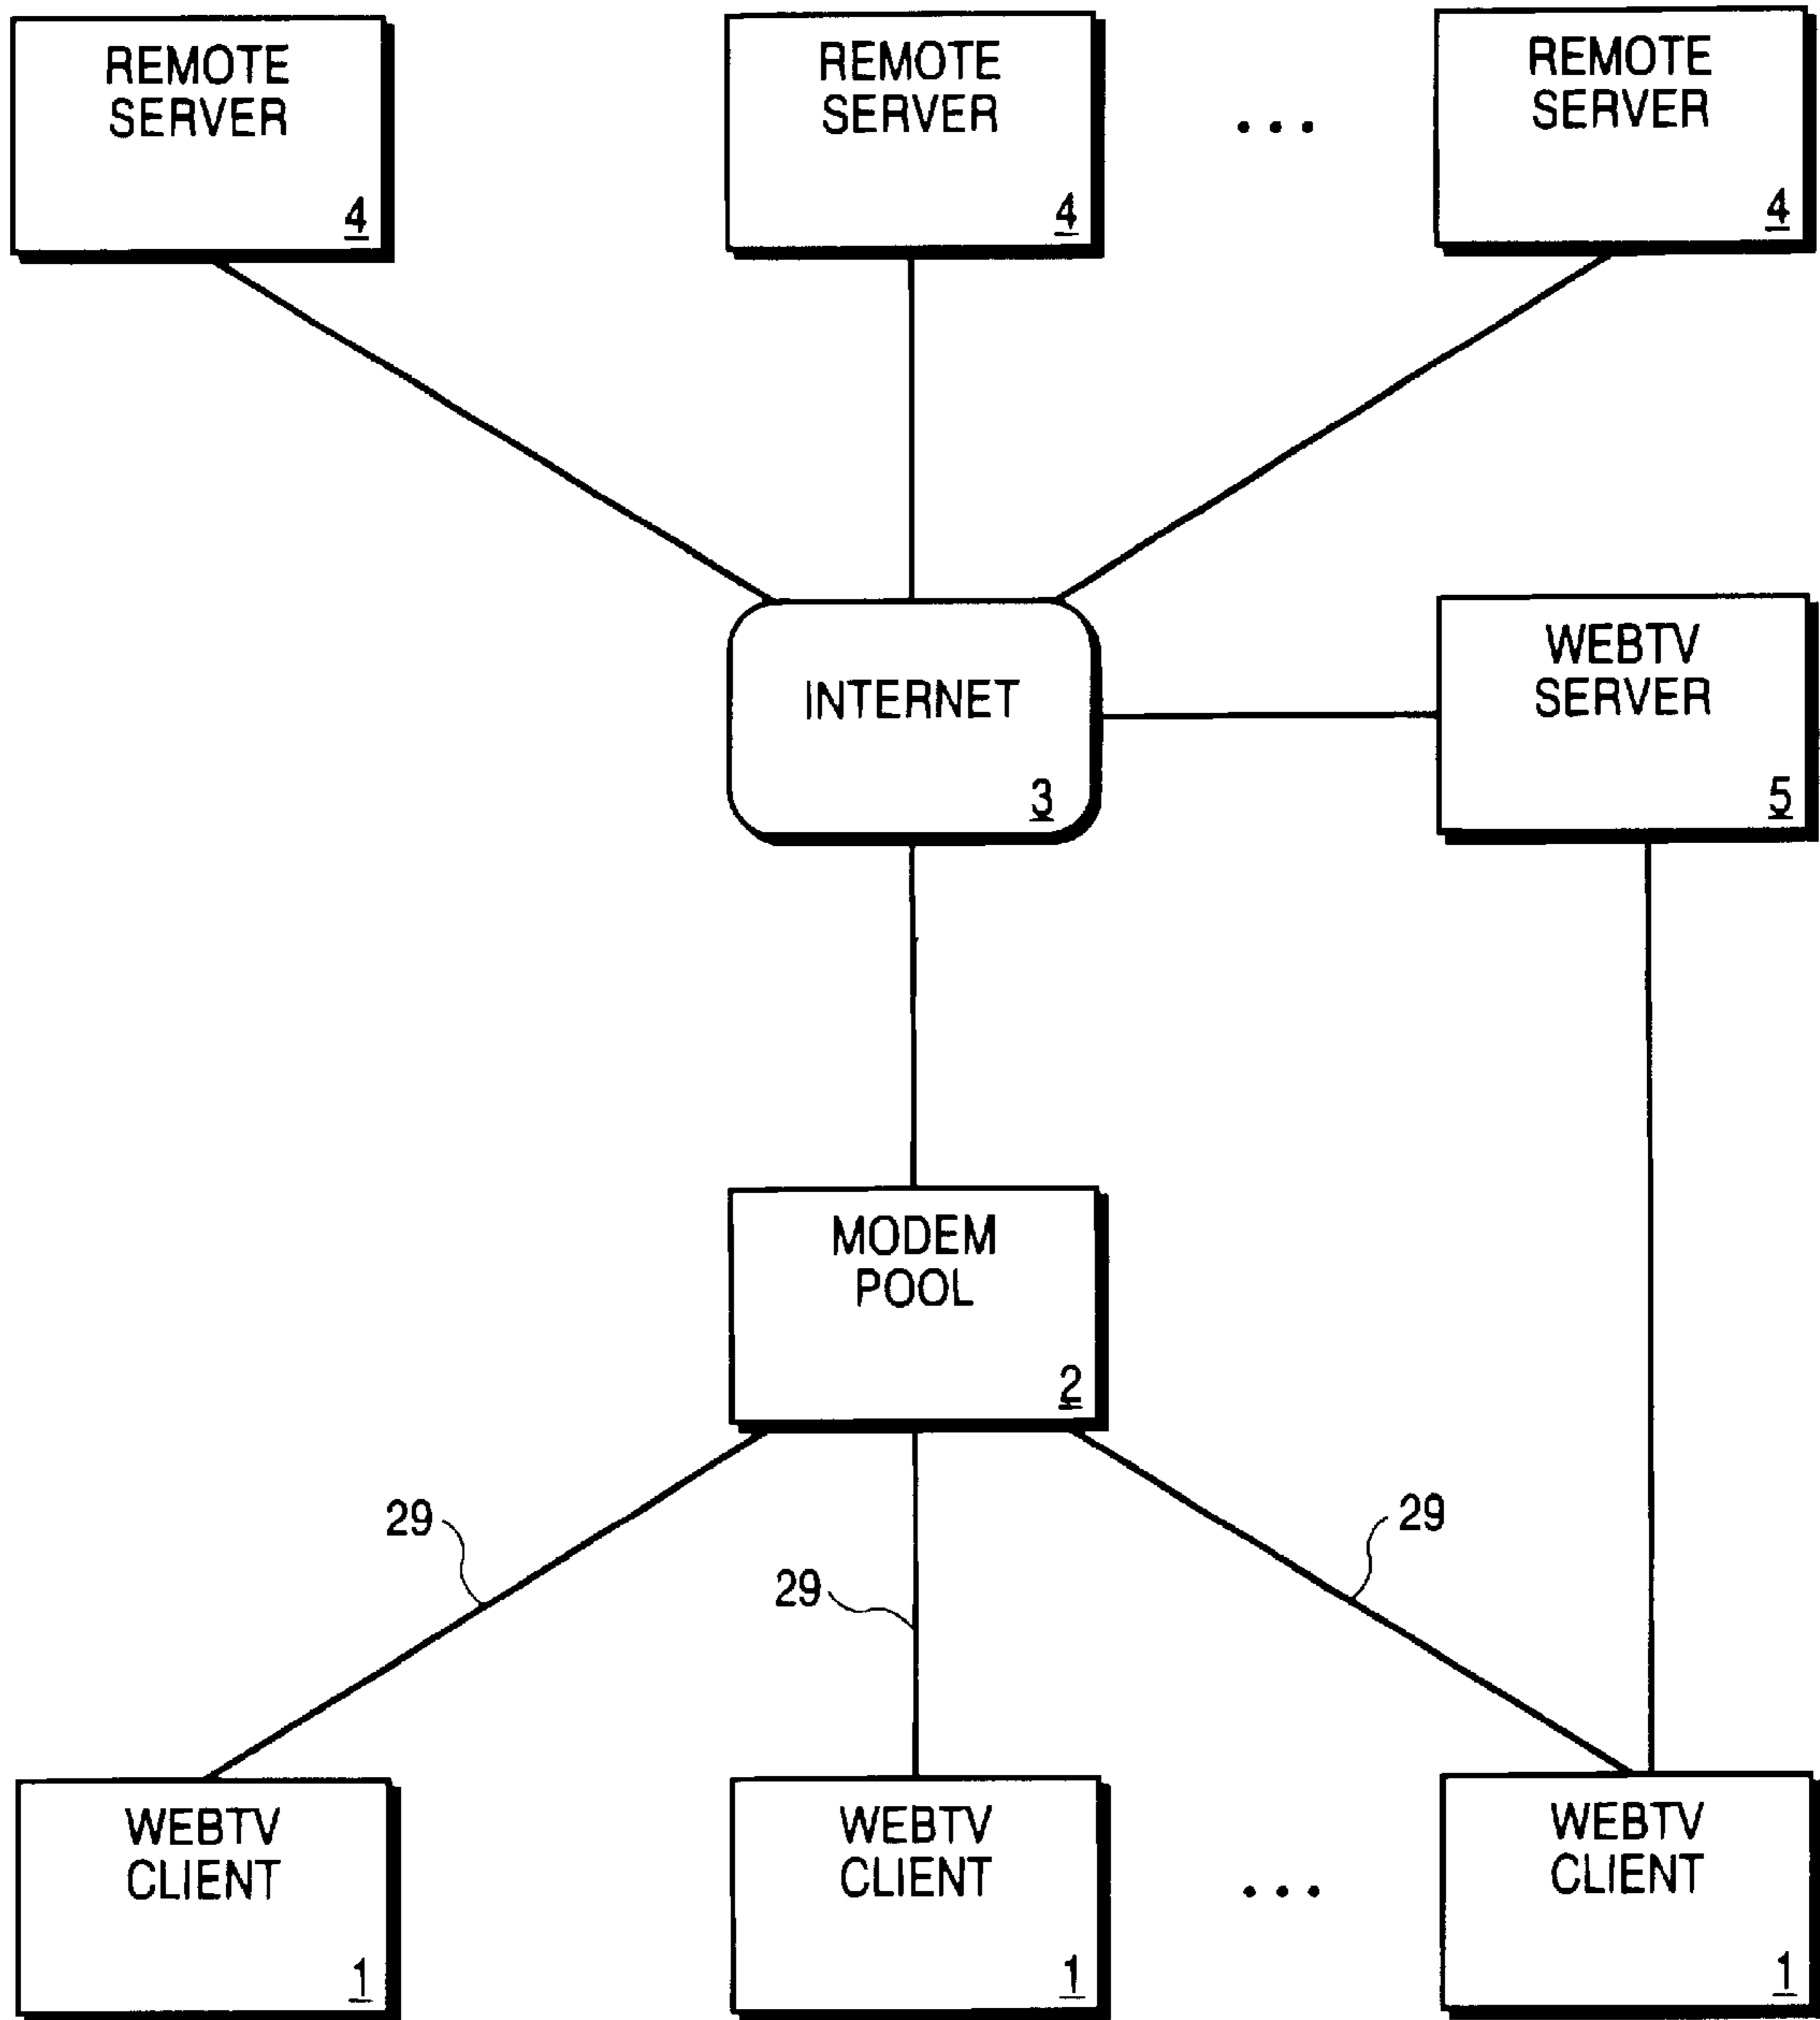 REMOTE
SERVER
4
REMOTE
SERVER
4
...
REMOTE
SERVER
4
INTERNET
3
WEBTV
SERVER
5
MODEM
POOL
2
29
29
29
WEBTV
CLIENT
1
WEBTV
CLIENT
1
...
WEBTV
CLIENT
1